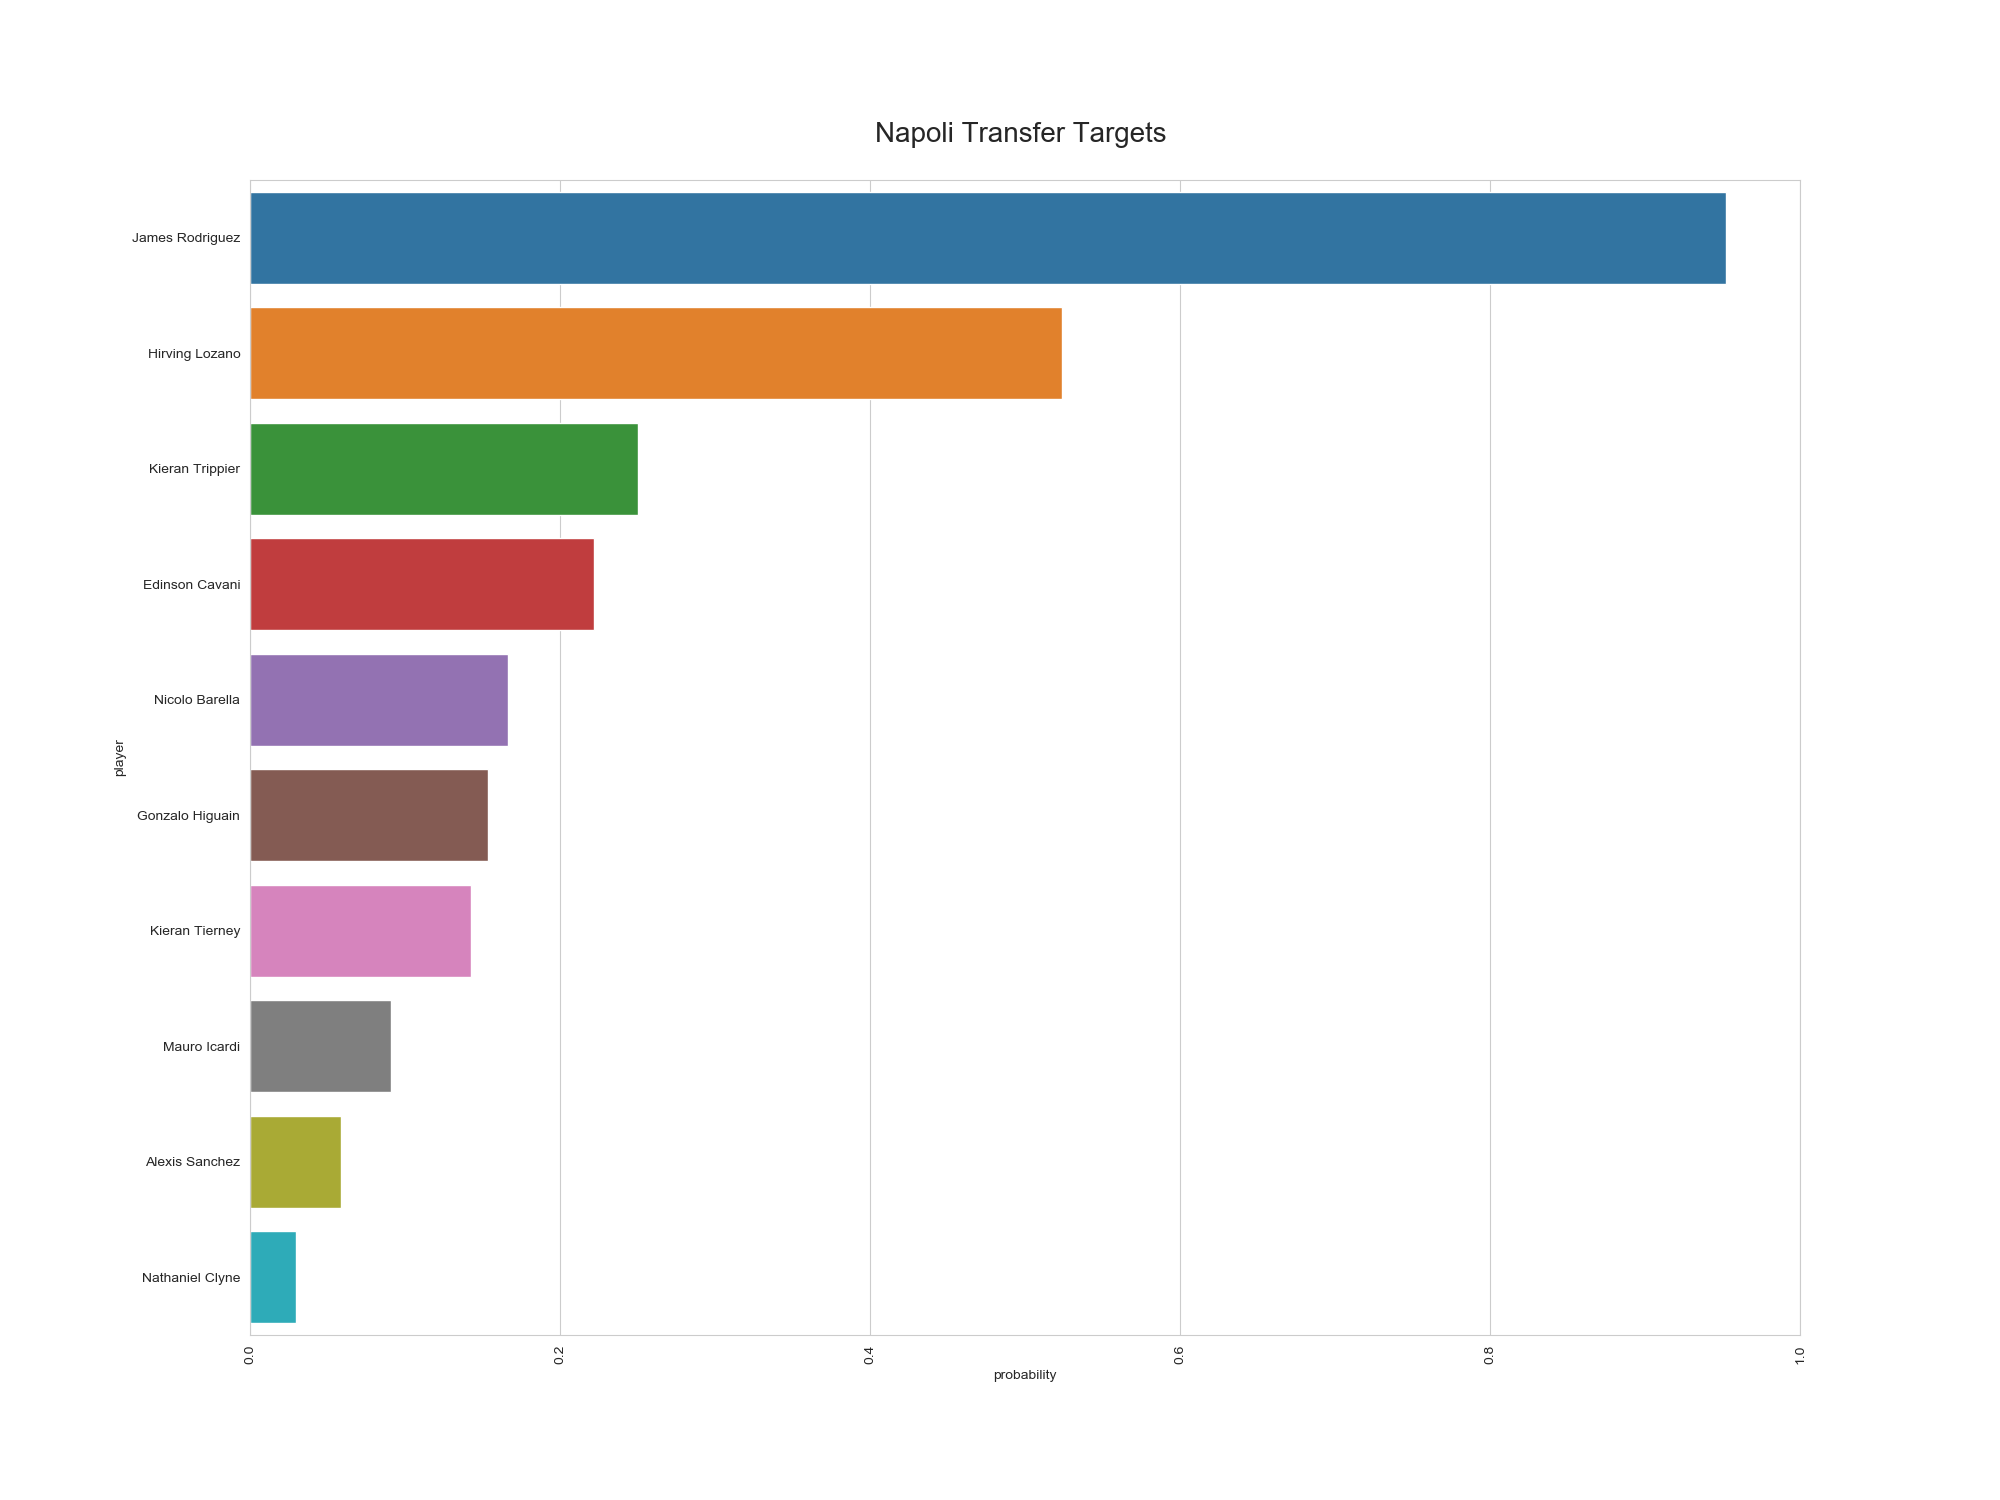 Napoli Transfer Targets
James Rodriguez
Hirving Lozano
Kieran Trippier
Edinson Cavani
Nicolo Barella
player
Gonzalo Higuain
Kieran Tierney
Mauro Icardi
Alexis Sanchez
Nathaniel Clyne
0.0 0.2 0.4 0.6 0.8 1.0
probability